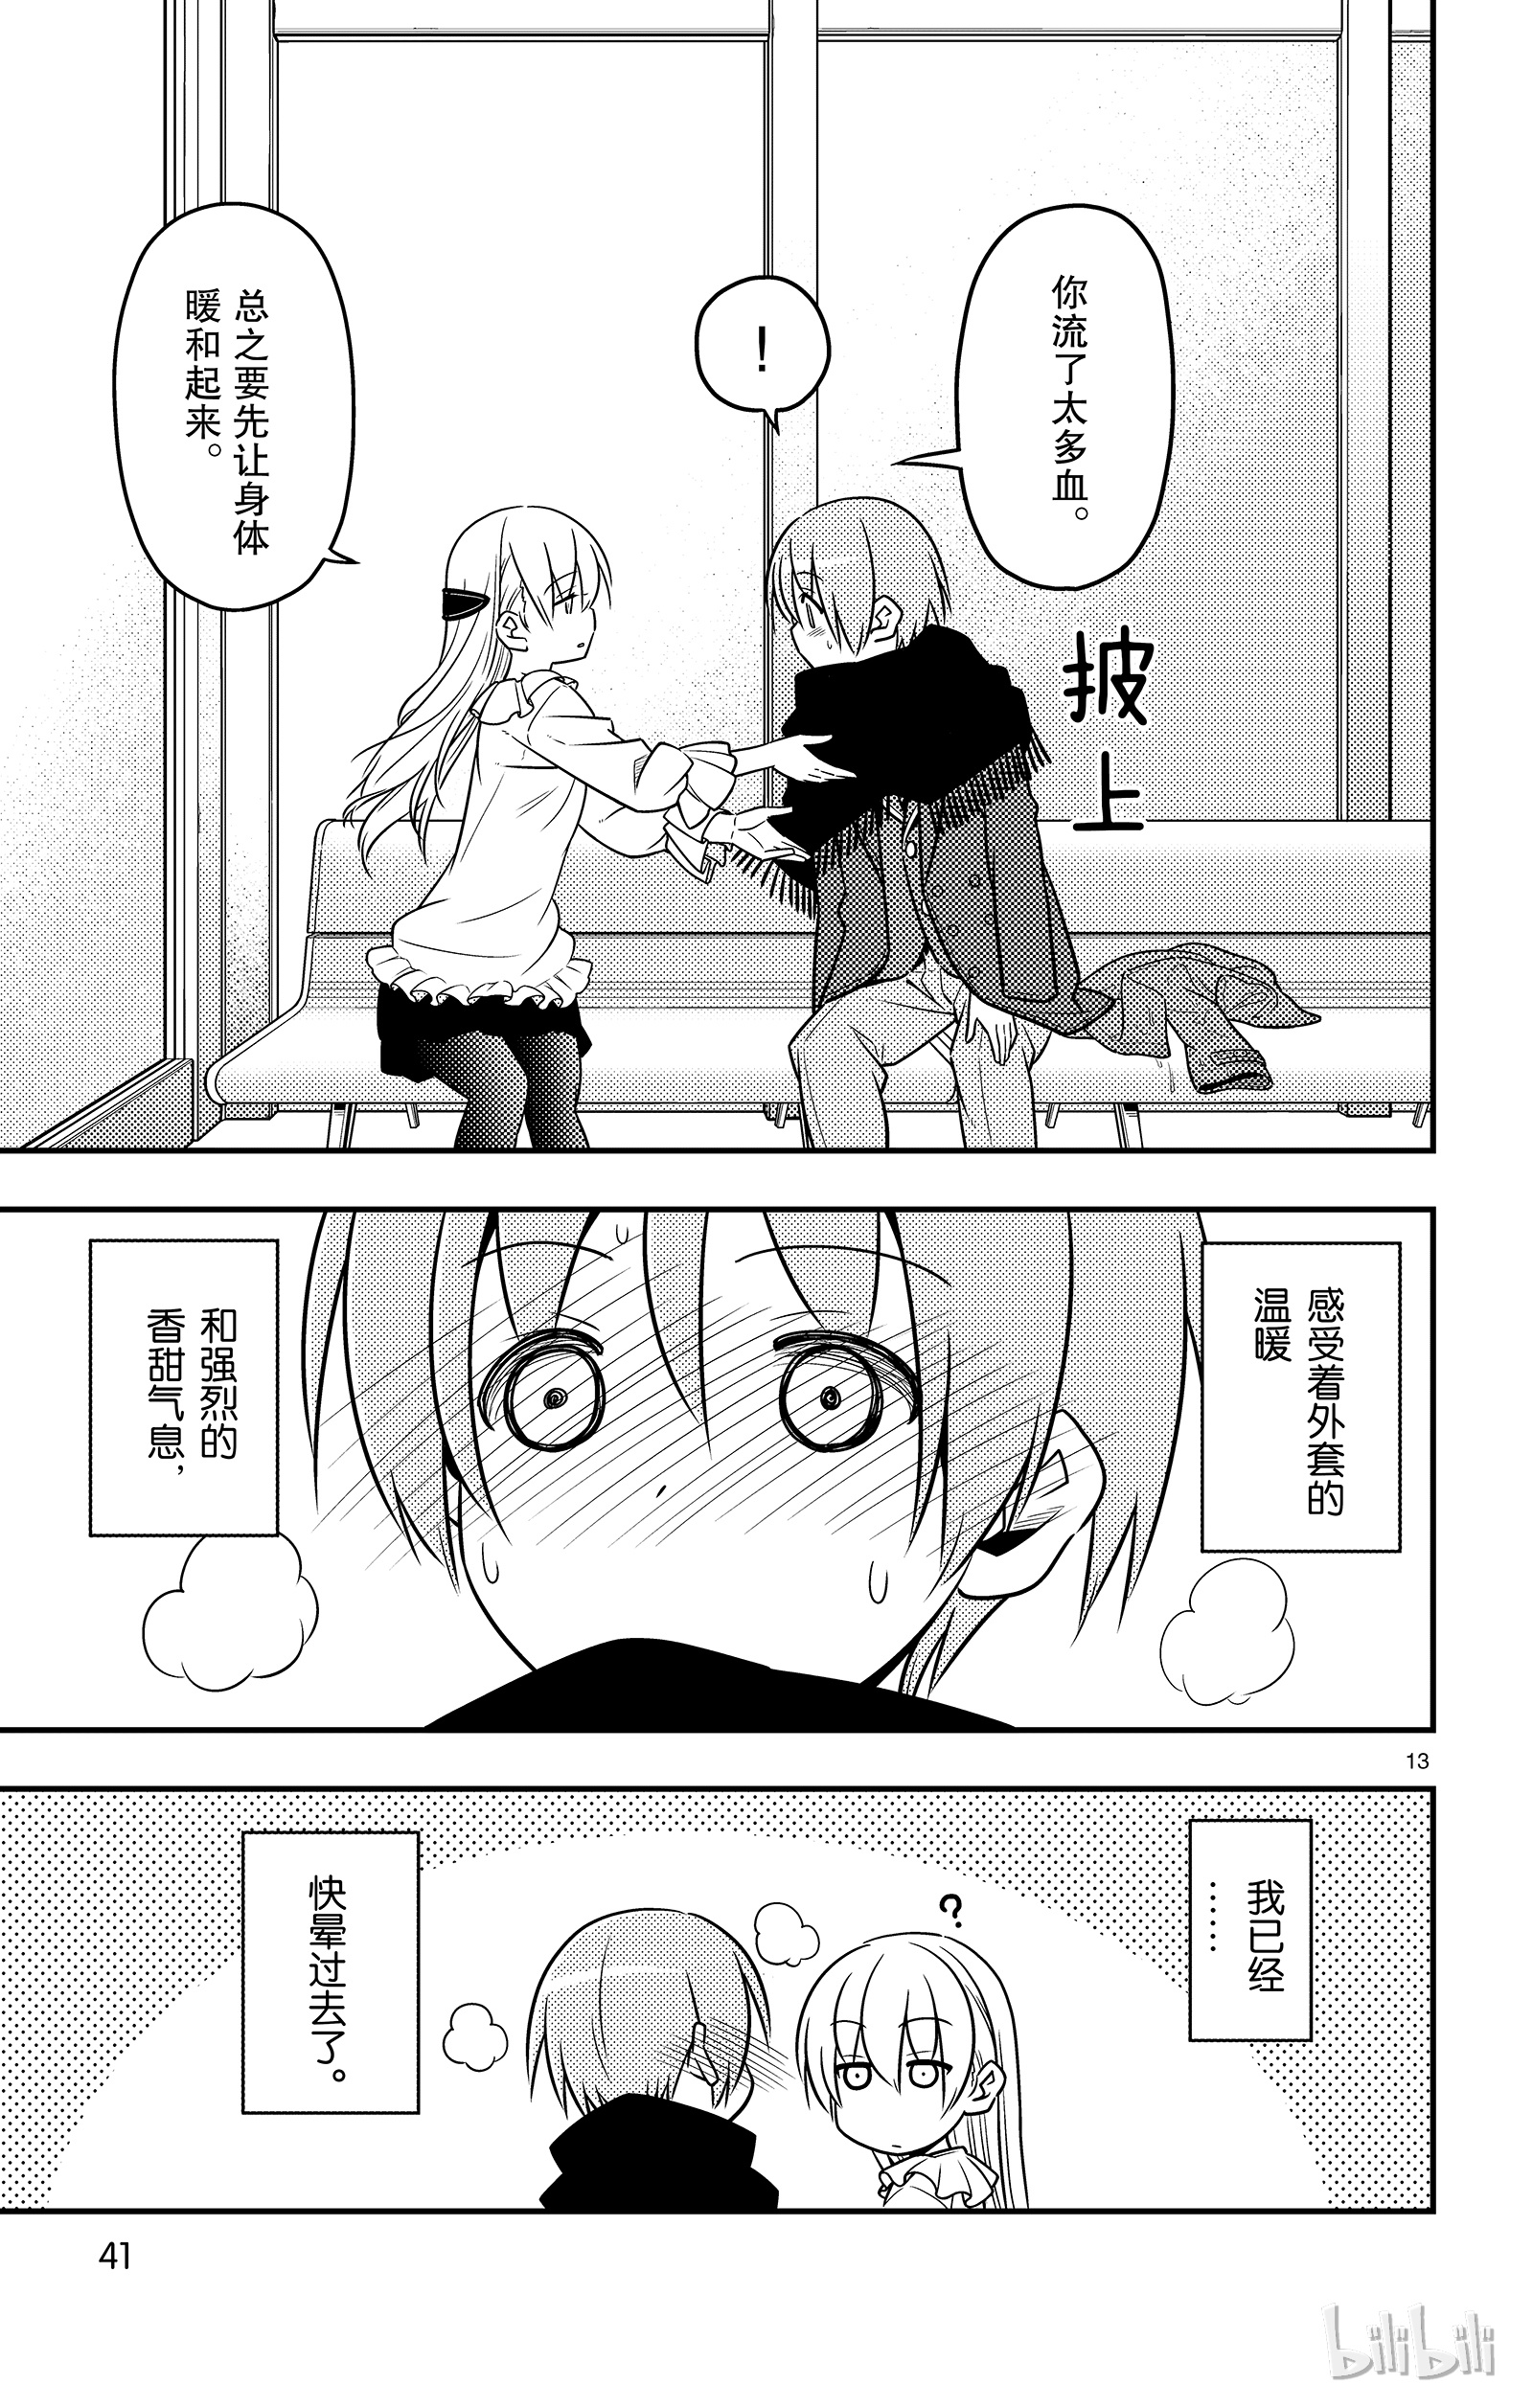 你流了太多血。
！
披上
总之要先让身体
暖和起来。
感受着外套的
温暖
和强烈的
香甜气息，
13
我已经
……
？
快晕过去了。
41
bilibili